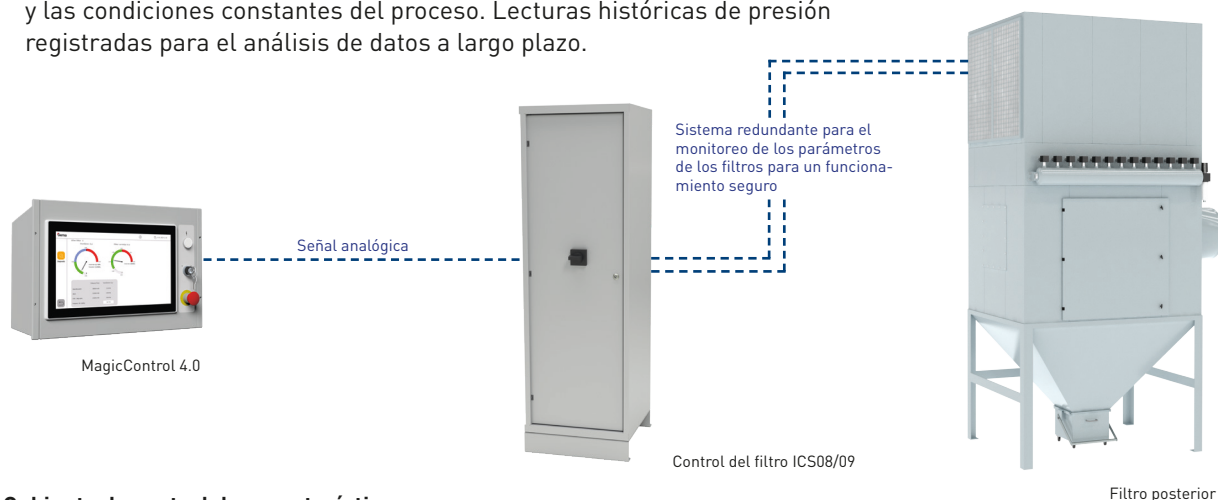 y las condiciones constantes del proceso. Lecturas históricas de presión
registradas para el análisis de datos a largo plazo.
Sistema redundante para el
monitoreo de los parámetros
de los filtros para un funciona-
miento seguro
Señal analógica
MagicControl 4.0
Control del filtro ICS08/09
Filtro posterior